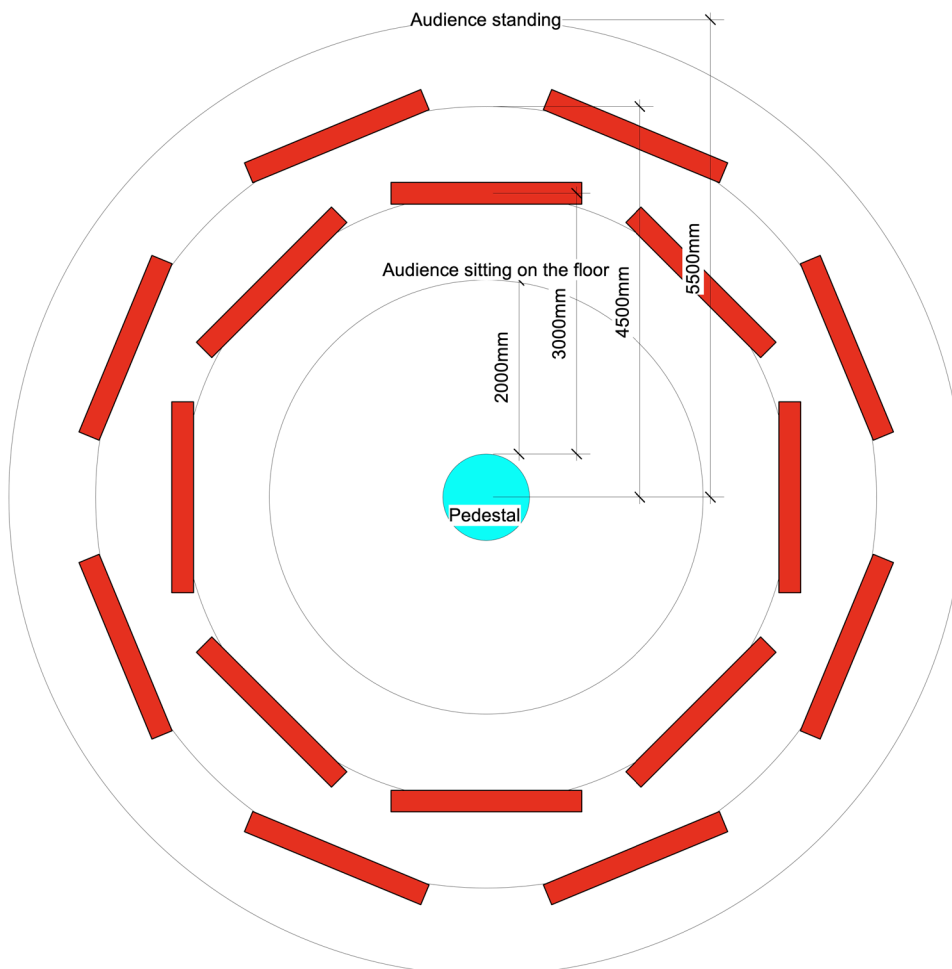 Audience standing
5500mm
Audience sitting on the floor
4500mm
3000mm
2000mm
Pedestal